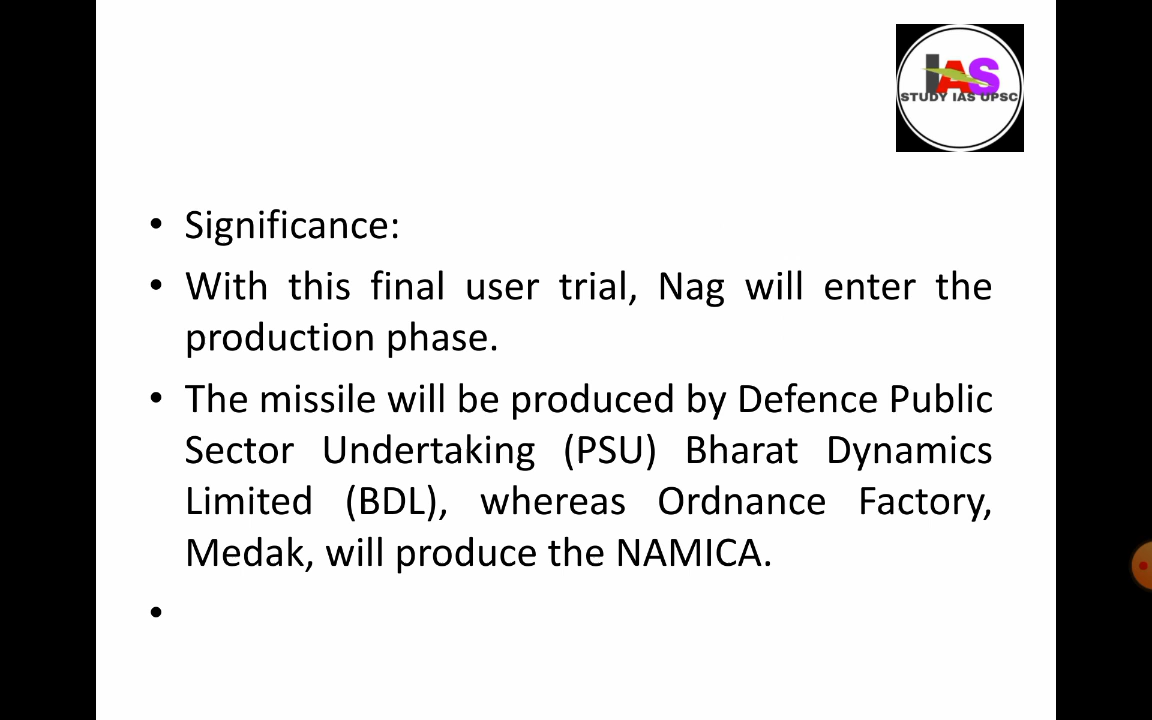 IAS
STUDY IAS UPSC
• Significance:
• With this final user trial, Nag will enter the
production phase.
• The missile will be produced by Defence Public
Sector Undertaking (PSU) Bharat Dynamics
Limited (BDL), whereas Ordnance Factory,
Medak, will produce the NAMICA.
•